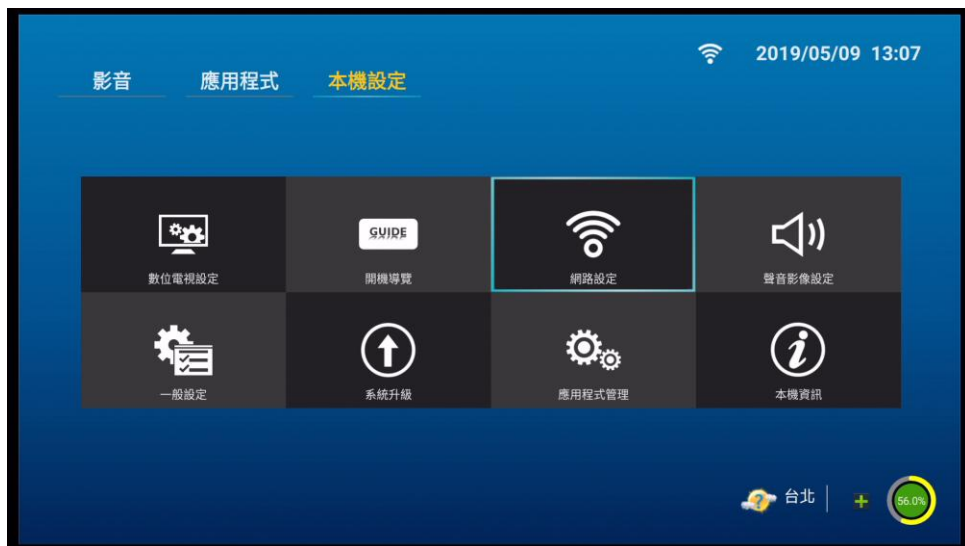 2019/05/09 13:07
影音 應用程式 本機設定
GUIDE
數位電視設定 開機導覽 網路設定 聲音影像設定
一般設定 系統升級 應用程式管理 本機資訊
台北
56.0%